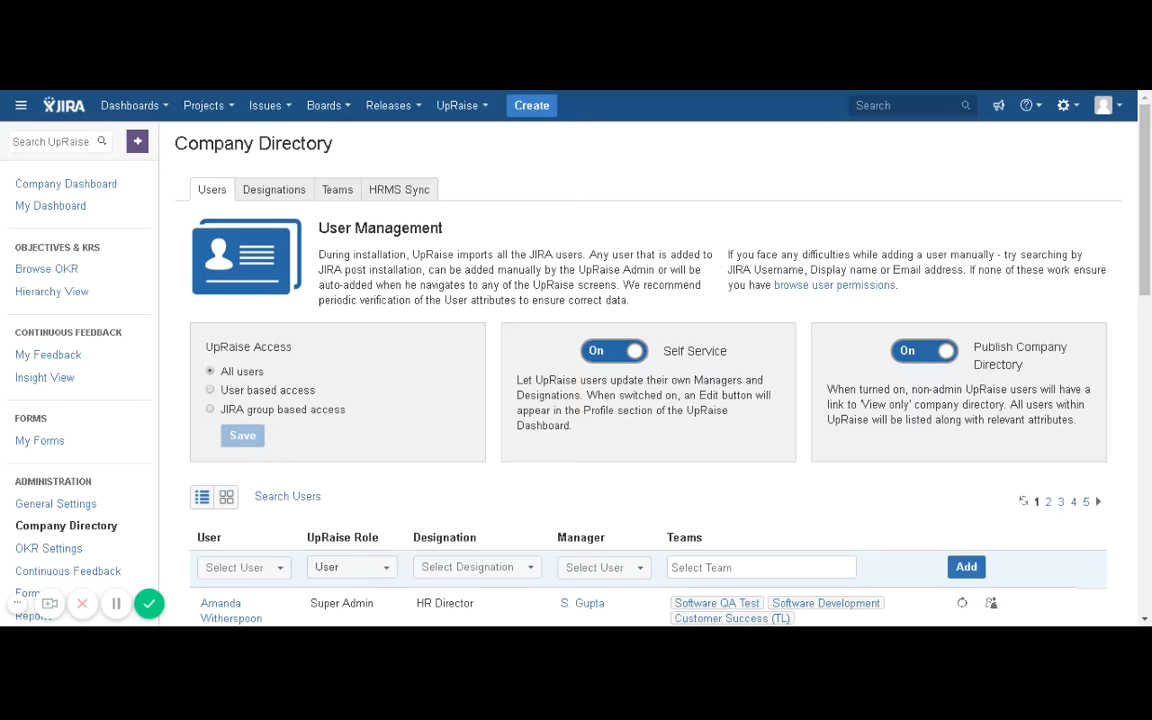 JIRA Dashboards Projects Issues Boards Releases UpRaise Create Search
Search UpRaise
Company Dashboard
My Dashboard
OBJECTIVES & KRS
Browse OKR
Hierarchy View
CONTINUOUS FEEDBACK
My Feedback
Insight View
FORMS
My Forms
ADMINISTRATION
General Settings
Company Directory
OKR Settings
Continuous Feedback
Company Directory
Users Designations Teams HRMS Sync
User Management
During installation, UpRaise imports all the JIRA users. Any user that is added to
JIRA post installation, can be added manually by the UpRaise Admin or will be
auto-added when he navigates to any of the UpRaise screens. We recommend
periodic verification of the User attributes to ensure correct data.
If you face any difficulties while adding a user manually - try searching by
JIRA Username, Display name or Email address. If none of these work ensure
you have browse user permissions.
UpRaise Access
All users
User based access
JIRA group based access
Save
On Self Service
Let UpRaise users update their own Managers and
Designations. When switched on, an Edit button will
appear in the Profile section of the UpRaise
Dashboard.
On Publish Company
Directory
When turned on, non-admin UpRaise users will have a
link to 'View only' company directory. All users within
UpRaise will be listed along with relevant attributes.
Search Users
1 2 3 4 5
User UpRaise Role Designation Manager Teams
Select User User Select Designation Select User Select Team Add
Amanda Super Admin HR Director S. Gupta Software QA Test Software Development
Witherspoon Customer Success (TL)